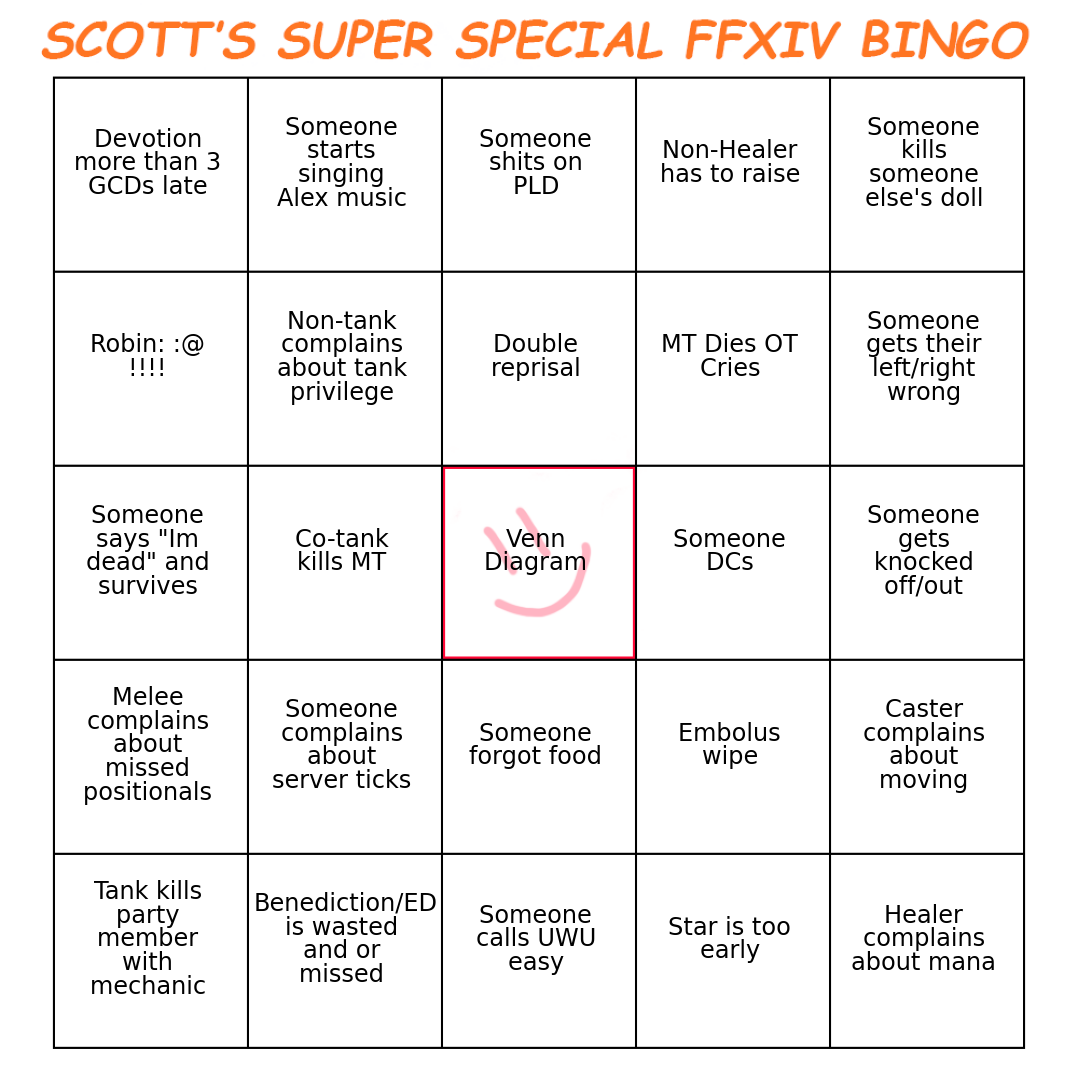 SCOTT'S SUPER SPECIAL FFXIV BINGO
Devotion
more than 3
GCDs late
Someone
starts
singing
Alex music
Someone
shits on
PLD
Non-Healer
has to raise
Someone
kills
someone
else's doll
Robin: :@
!!!!
Non-tank
complains
about tank
privilege
Double
reprisal
MT Dies OT
Cries
Someone
gets their
left/right
wrong
Someone
says "Im
dead" and
survives
Co-tank
kills MT
Venn
Diagram
Someone
DCs
Someone
gets
knocked
off/out
Melee
complains
about
missed
positionals
Someone
complains
about
server ticks
Someone
forgot food
Embolus
wipe
Caster
complains
about
moving
Tank kills
party
member
with
mechanic
Benediction/ED
is wasted
and or
missed
Someone
calls UWU
easy
Star is too
early
Healer
complains
about mana